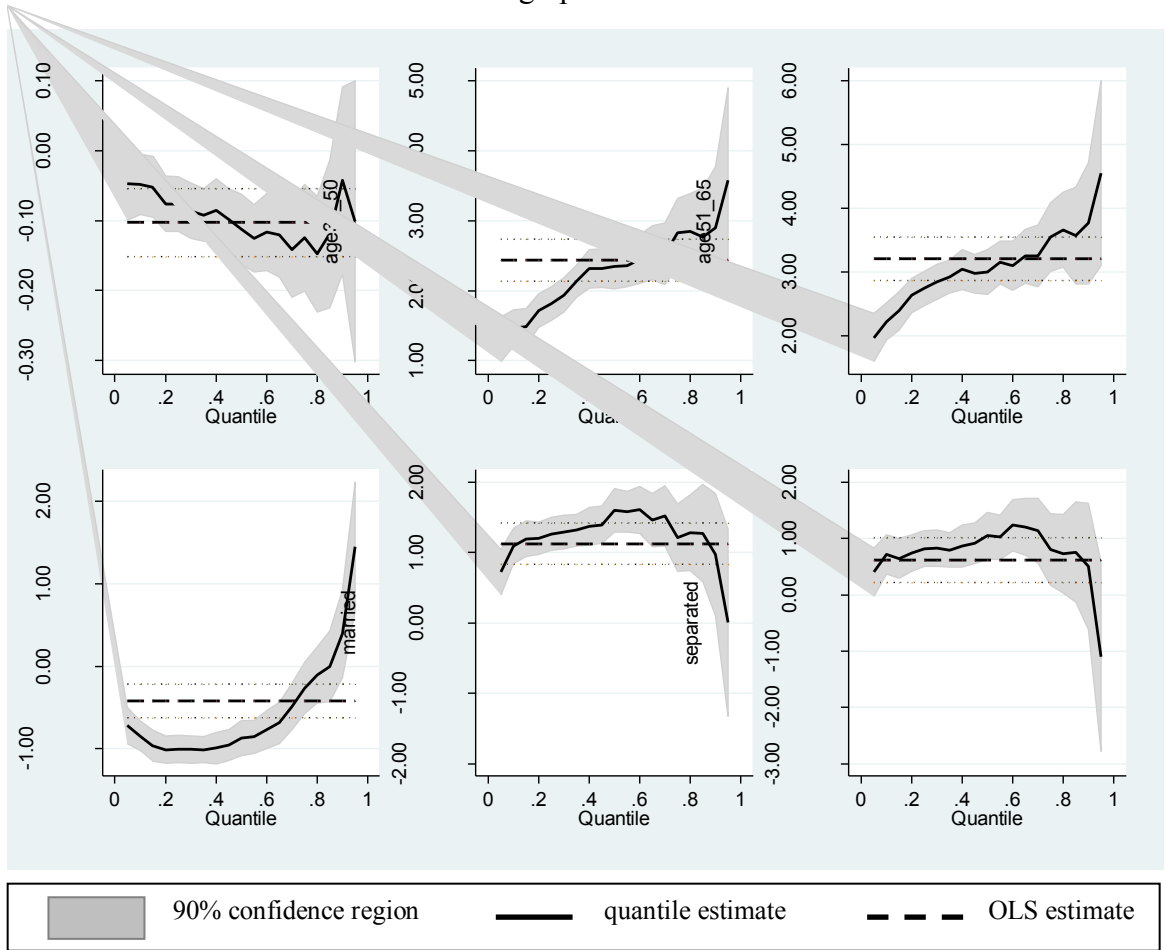 0.10
0.00
-0.10
-0.20
-0.30
0 .2 .4 .6 .8 1
Quantile
5.00
3.00
1.00
0 .2 .4 .6 .8 1
age51_65
6.00
5.00
4.00
3.00
2.00
0 .2 .4 .6 .8 1
Quantile
2.00
1.00
0.00
-1.00
0 .2 .4 .6 .8 1
Quantile
married
2.00
1.00
0.00
-1.00
-2.00
0 .2 .4 .6 .8 1
Quantile
separated
2.00
1.00
0.00
-1.00
-2.00
-3.00
0 .2 .4 .6 .8 1
Quantile
90% confidence region quantile estimate OLS estimate